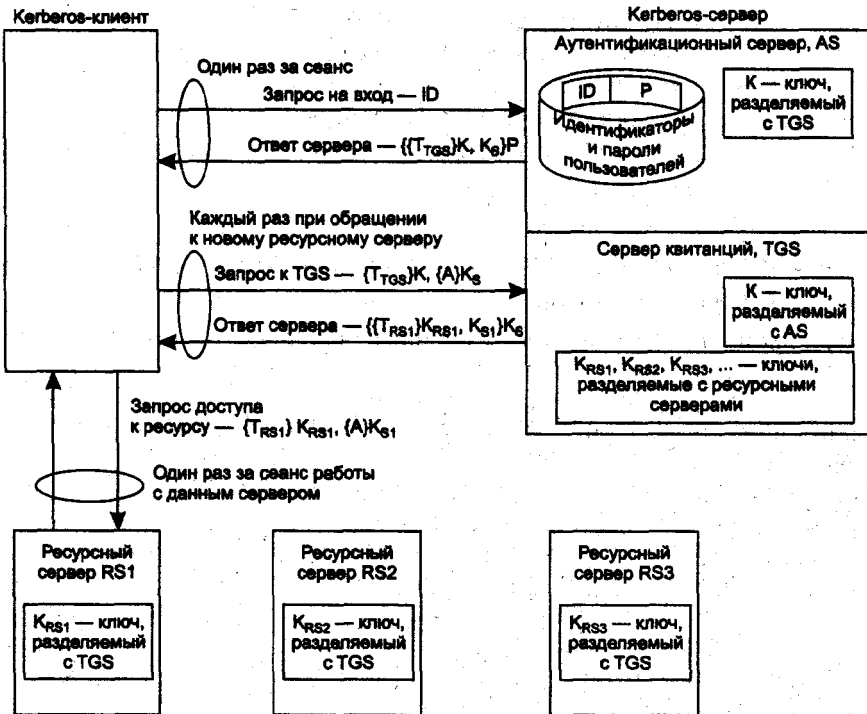 Kerberos-клиент
Kerberos-сервер
Аутентификационный сервер, AS
Один раз за сеанс
Запрос на вход — ID
ID
P
Идентификаторы
и пароли
пользователей
K — ключ,
разделяемый
с TGS
Ответ сервера — {{T_TGS}K, K_S}P
Каждый раз при обращении
к новому ресурсному серверу
Сервер квитанций, TGS
Запрос к TGS — {T_TGS}K, {A}K_S
K — ключ,
разделяемый
с AS
Ответ сервера — {{T_RS1}K_RS1, K_S1}K_S
K_RS1, K_RS2, K_RS3, ... — ключи,
разделяемые с ресурсными
серверами
Запрос доступа
к ресурсу — {T_RS1} K_RS1, {A}K_S1
Один раз за сеанс работы
с данным сервером
Ресурсный
сервер RS1
K_RS1 — ключ,
разделяемый
с TGS
Ресурсный
сервер RS2
K_RS2 — ключ,
разделяемый
с TGS
Ресурсный
сервер RS3
K_RS3 — ключ,
разделяемый
с TGS